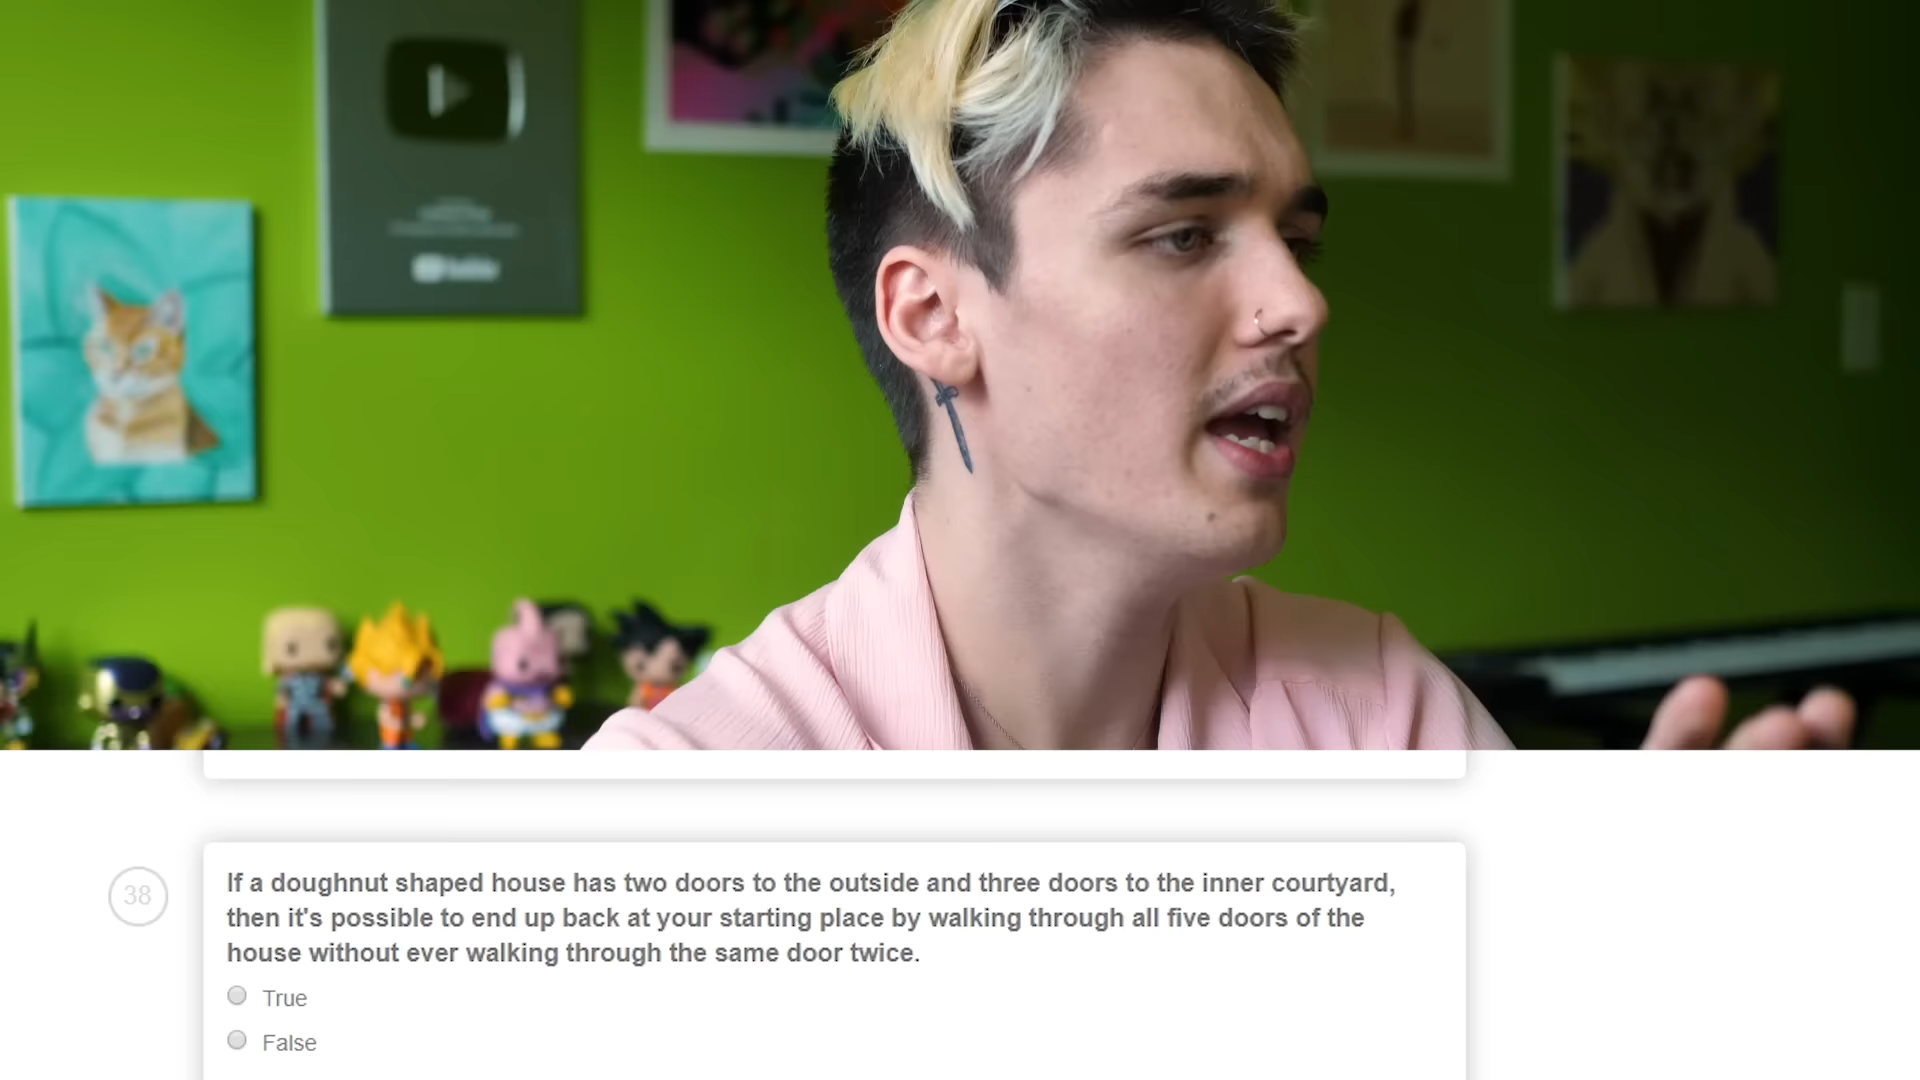 38
If a doughnut shaped house has two doors to the outside and three doors to the inner courtyard,
then it's possible to end up back at your starting place by walking through all five doors of the
house without ever walking through the same door twice.
True
False